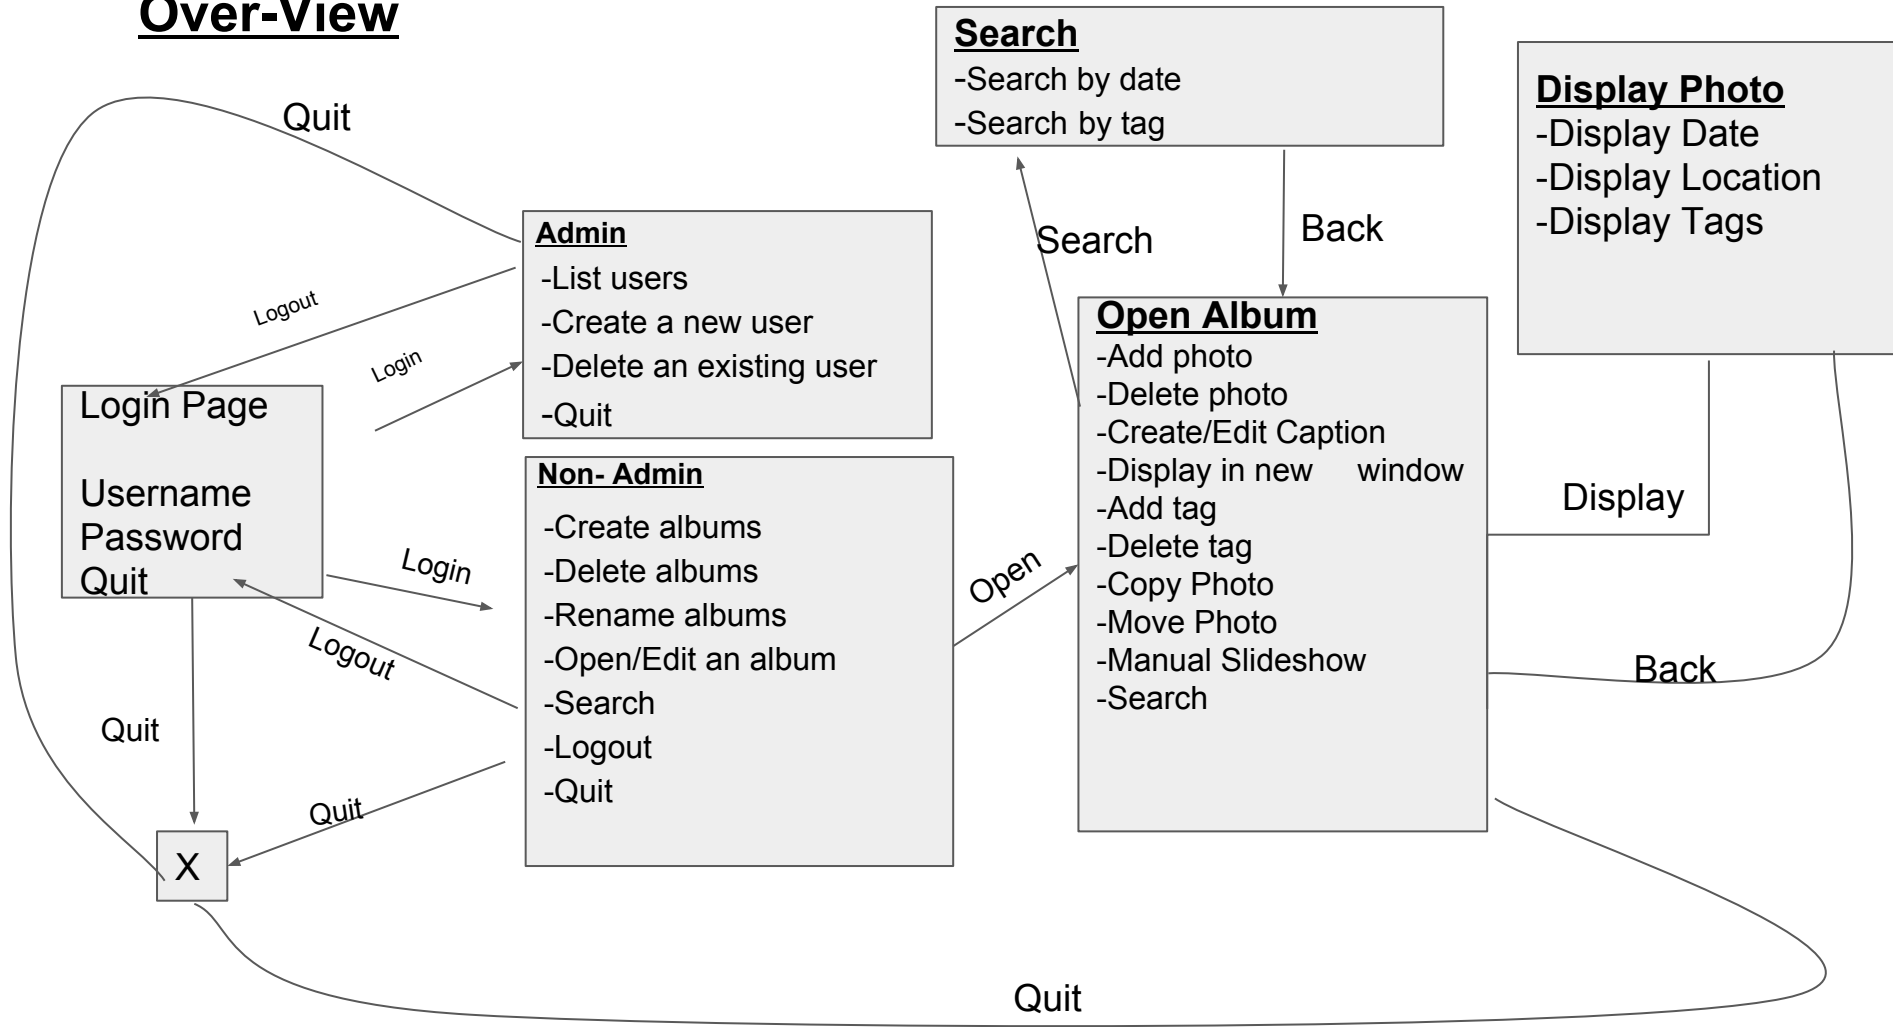 Over-View
Search
-Search by date
-Search by tag
Display Photo
-Display Date
-Display Location
-Display Tags
Quit
Admin
-List users
-Create a new user
-Delete an existing user
-Quit
Search
Back
Logout
Login
Login Page
Username
Password
Quit
Non- Admin
-Create albums
-Delete albums
-Rename albums
-Open/Edit an album
-Search
-Logout
-Quit
Open Album
-Add photo
-Delete photo
-Create/Edit Caption
-Display in new window
-Add tag
-Delete tag
-Copy Photo
-Move Photo
-Manual Slideshow
-Search
Display
Login
Open
Logout
Back
Quit
Quit
X
Quit